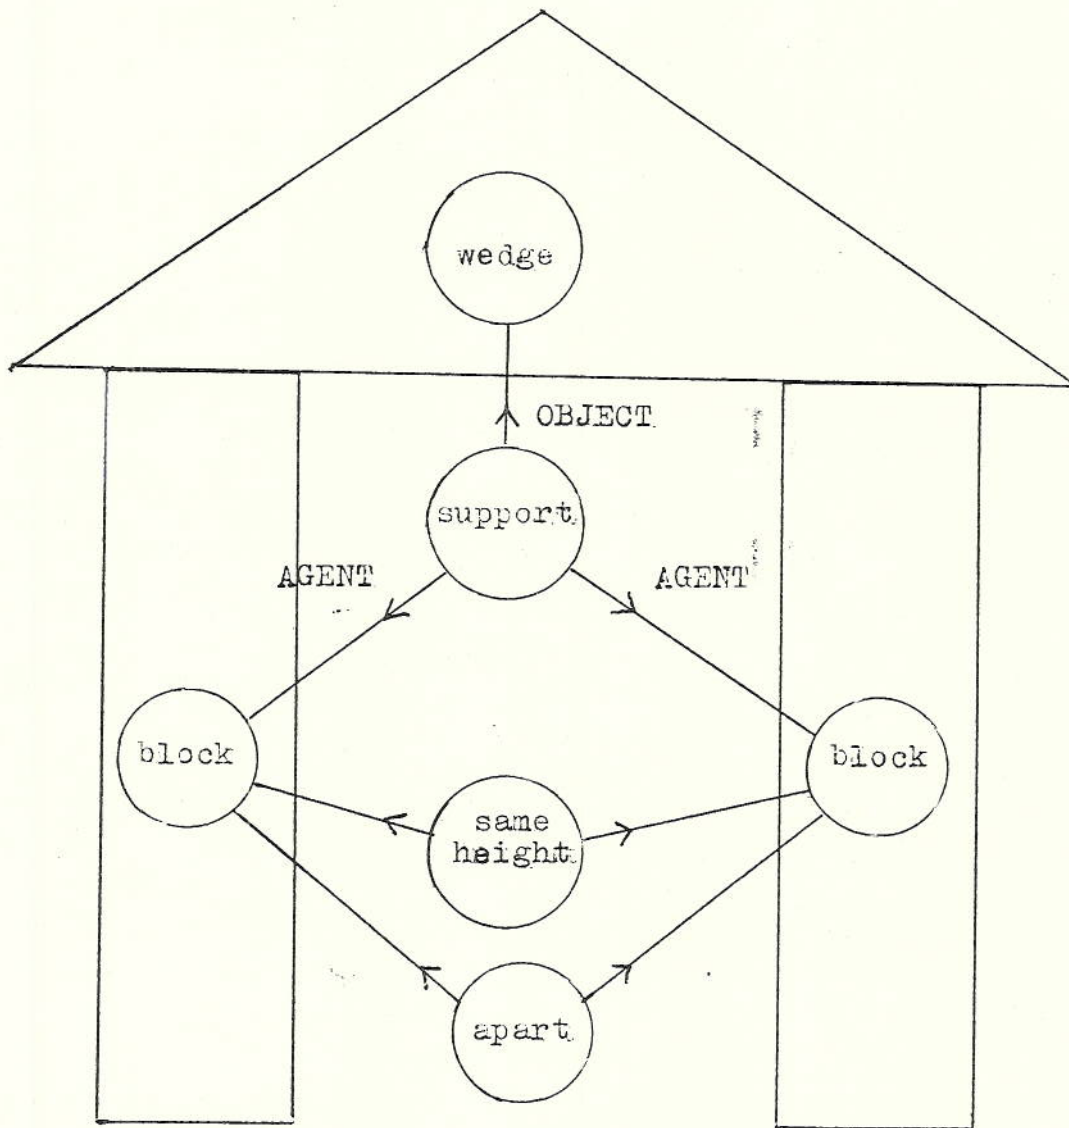 wedge
OBJECT
support
AGENT
AGENT
block
block
same
height
apart